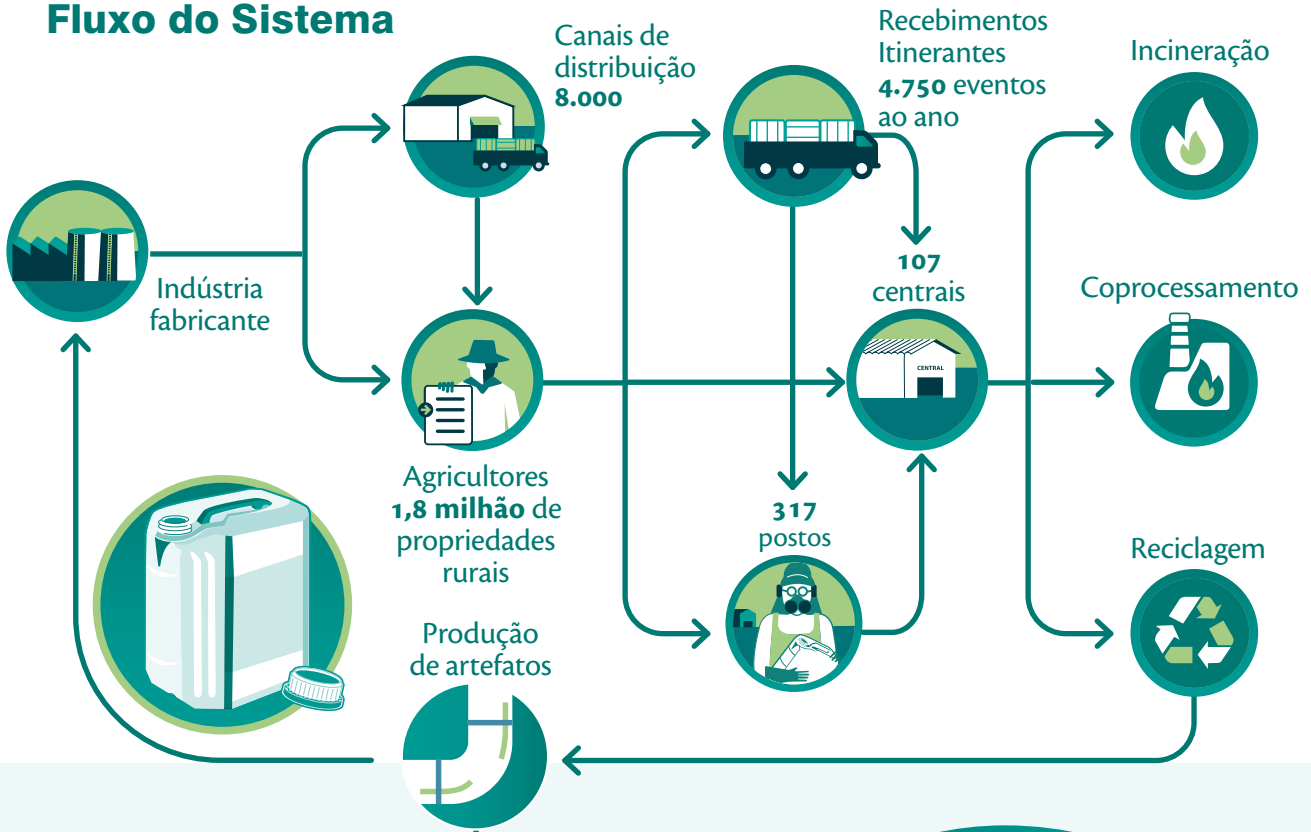 Fluxo do Sistema
Canais de
distribuição
8.000
Recebimentos
Itinerantes
4.750 eventos
ao ano
Incineração
Indústria
fabricante
107
centrais
CENTRAL
Coprocessamento
Agricultores
1,8 milhão de
propriedades
rurais
317
postos
Reciclagem
Produção
de artefatos